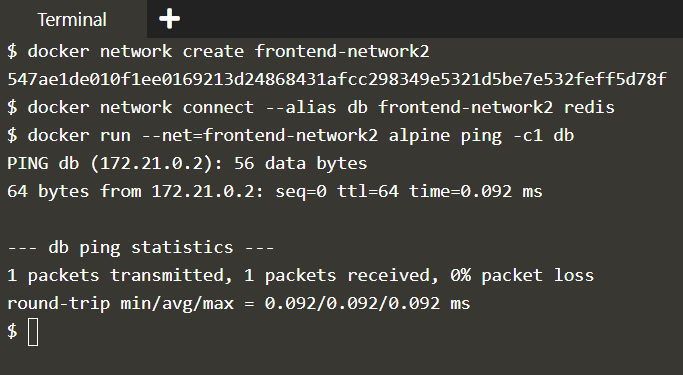 Terminal
$ docker network create frontend-network2
547ae1de010f1ee0169213d24868431afcc298349e5321d5be7e532feff5d78f
$ docker network connect --alias db frontend-network2 redis
$ docker run --net=frontend-network2 alpine ping -c1 db
PING db (172.21.0.2): 56 data bytes
64 bytes from 172.21.0.2: seq=0 ttl=64 time=0.092 ms
--- db ping statistics ---
1 packets transmitted, 1 packets received, 0% packet loss
round-trip min/avg/max = 0.092/0.092/0.092 ms
$